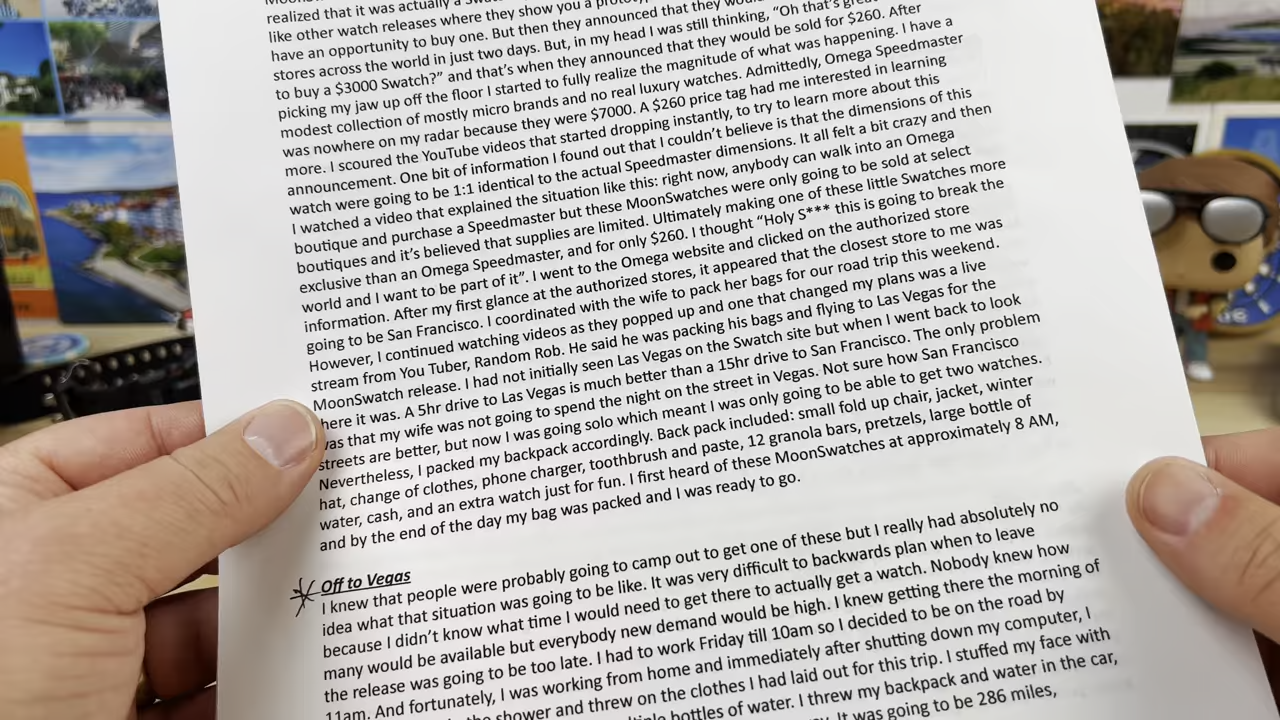 realized that it was actually a
like other watch releases where they show you a
have an opportunity to buy one. But then they announced that they
stores across the world in just two days. But, in my head I was still thinking, "Oh that's
to buy a $3000 Swatch?" and that's when they announced that they would be sold for $260. After
picking my jaw up off the floor I started to fully realize the magnitude of what was happening. I have a
modest collection of mostly micro brands and no real luxury watches. Admittedly, Omega Speedmaster
was nowhere on my radar because they were $7000. A $260 price tag had me interested in learning
more. I scoured the YouTube videos that started dropping instantly, to try to learn more about this
announcement. One bit of information I found out that I couldn't believe is that the dimensions of this
watch were going to be 1:1 identical to the actual Speedmaster dimensions. It all felt a bit crazy and then
I watched a video that explained the situation like this: right now, anybody can walk into an Omega
boutique and purchase a Speedmaster but these MoonSwatches were only going to be sold at select
boutiques and it's believed that supplies are limited. Ultimately making one of these little Swatches more
exclusive than an Omega Speedmaster, and for only $260. I thought "Holy S*** this is going to break the
world and I want to be part of it". I went to the Omega website and clicked on the authorized store
information. After my first glance at the authorized stores, it appeared that the closest store to me was
going to be San Francisco. I coordinated with the wife to pack her bags for our road trip this weekend.
However, I continued watching videos as they popped up and one that changed my plans was a live
stream from You Tuber, Random Rob. He said he was packing his bags and flying to Las Vegas for the
MoonSwatch release. I had not initially seen Las Vegas on the Swatch site but when I went back to look
here it was. A 5hr drive to Las Vegas is much better than a 15hr drive to San Francisco. The only problem
was that my wife was not going to spend the night on the street in Vegas. Not sure how San Francisco
streets are better, but now I was going solo which meant I was only going to be able to get two watches.
Nevertheless, I packed my backpack accordingly. Back pack included: small fold up chair, jacket, winter
hat, change of clothes, phone charger, toothbrush and paste, 12 granola bars, pretzels, large bottle of
water, cash, and an extra watch just for fun. I first heard of these MoonSwatches at approximately 8 AM,
and by the end of the day my bag was packed and I was ready to go.
Off to Vegas
I knew that people were probably going to camp out to get one of these but I really had absolutely no
idea what that situation was going to be like. It was very difficult to backwards plan when to leave
because I didn't know what time I would need to get there to actually get a watch. Nobody knew how
many would be available but everybody new demand would be high. I knew getting there the morning of
the release was going to be too late. I had to work Friday till 10am so I decided to be on the road by
11am. And fortunately, I was working from home and immediately after shutting down my computer, I
shower and threw on the clothes I had laid out for this trip. I stuffed my face with
bottles of water. I threw my backpack and water in the car,
It was going to be 286 miles,